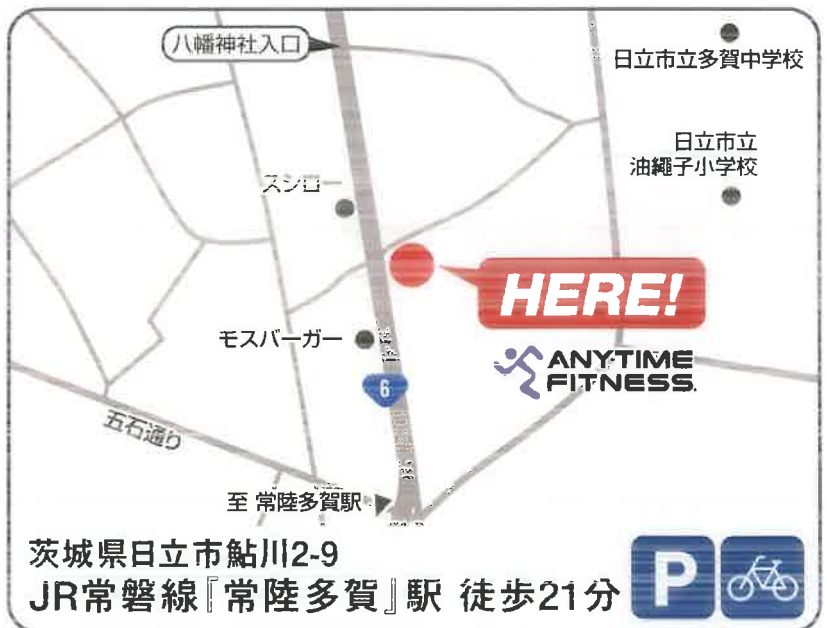 八幡神社入口
日立市立多賀中学校
日立市立
油縄子小学校
スシロー
HERE!
モスバーガー
ANYTIME
FITNESS.
6
五石通り
至 常陸多賀駅
茨城県日立市鮎川2-9
JR常磐線『常陸多賀』駅 徒歩21分
P